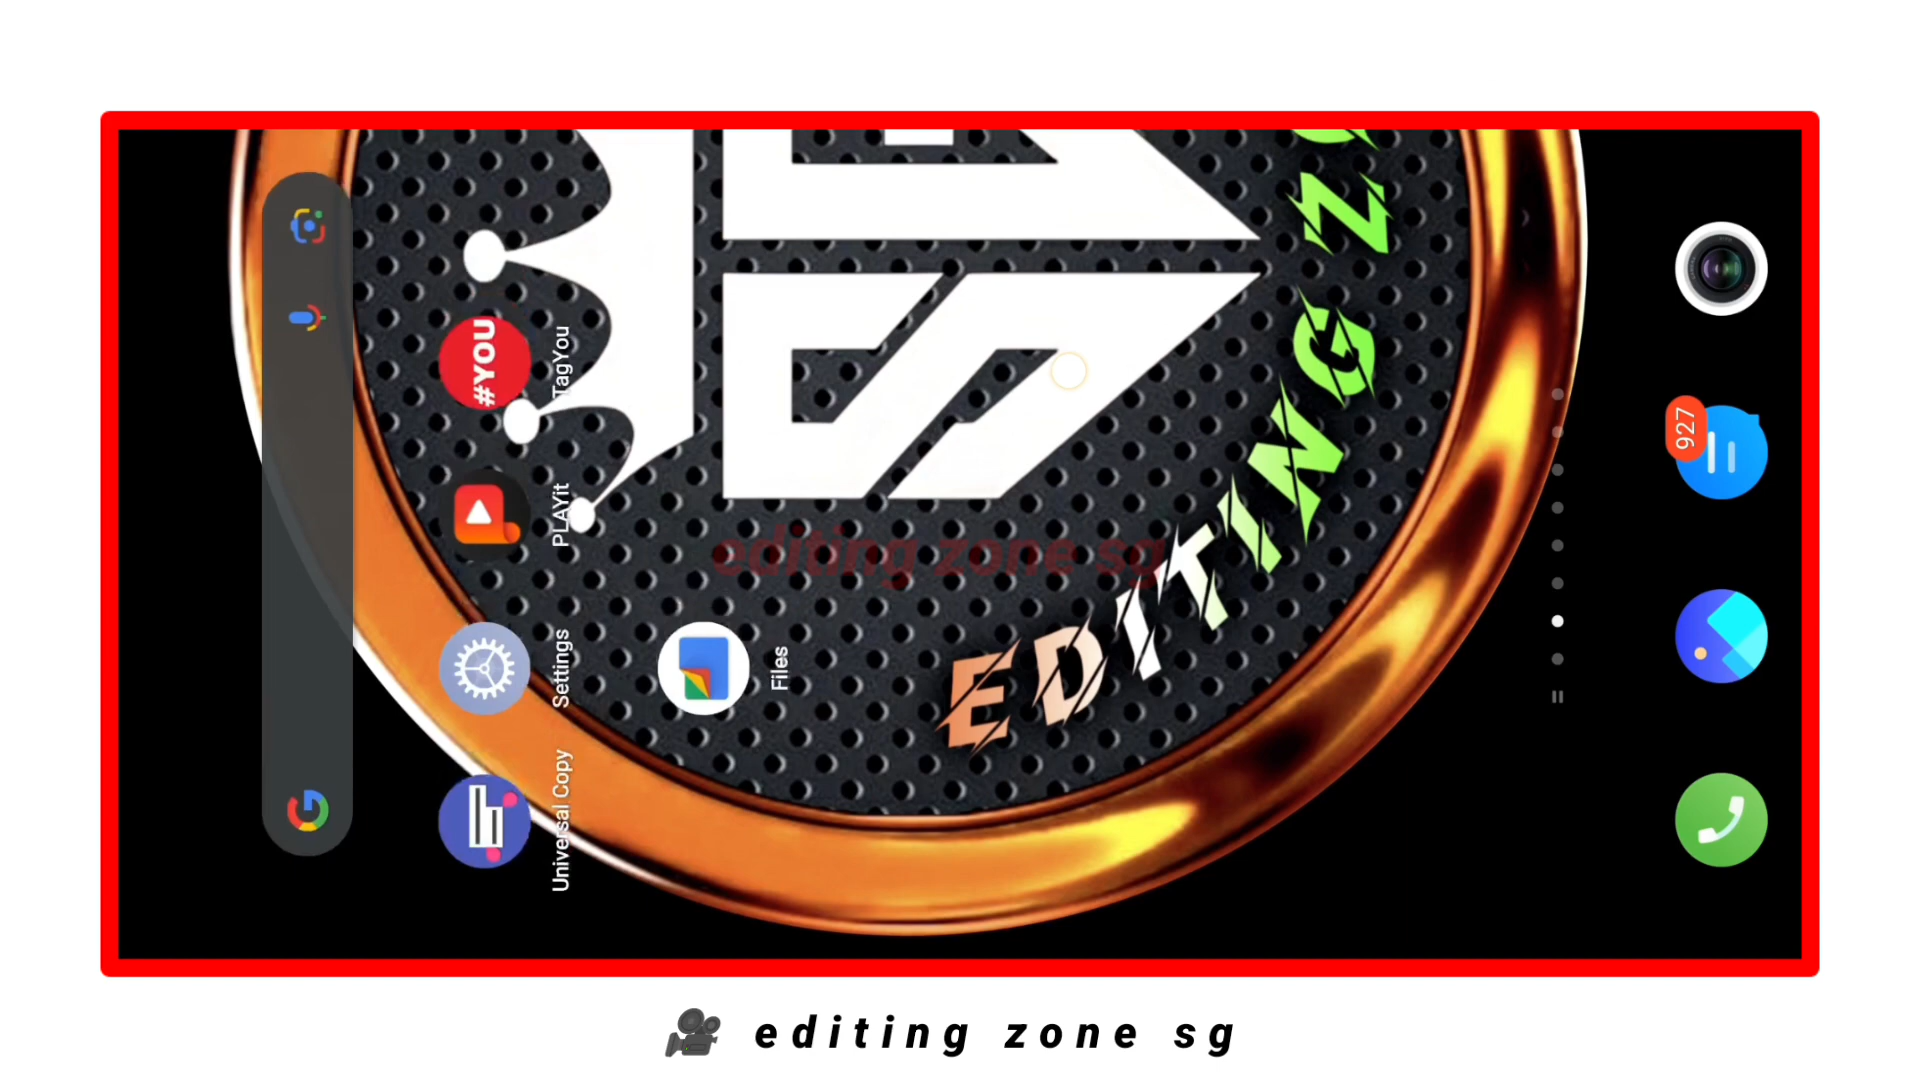 #YOU
TagYou
PLAYit
Settings
Universal Copy
Files
927
EDITING Z
editing zone sg
editing zone sg